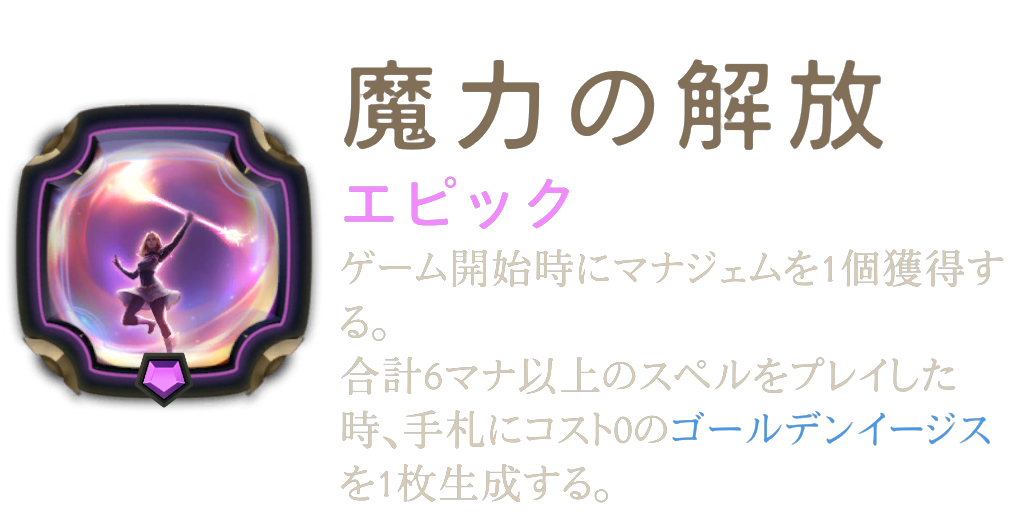 魔力の解放
エピック
ゲーム開始時にマナジェムを1個獲得す
る。
合計6マナ以上のスペルをプレイした
時、手札にコスト0のゴールデンイージス
を1枚生成する。